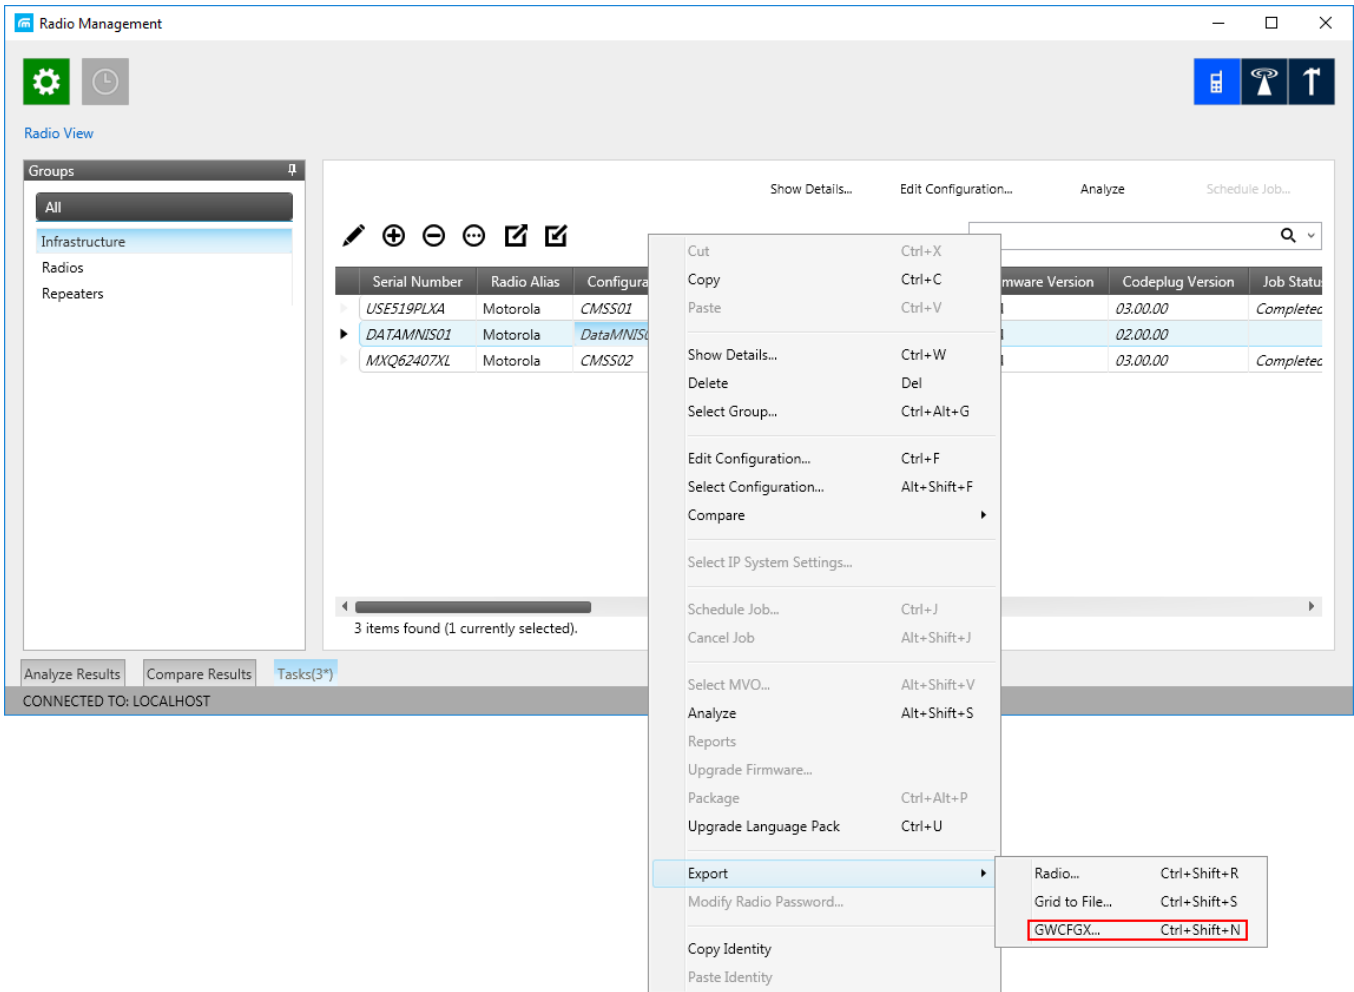 Radio Management
Radio View
Groups
All
Infrastructure
Radios
Repeaters
Show Details... Edit Configuration... Analyze Schedule Job...
Serial Number Radio Alias Configura mware Version Codeplug Version Job Statu
USE519PLXA Motorola CMSS01 03.00.00 Completed
DATAMNIS01 Motorola DataMNIS 02.00.00
MXQ62407XL Motorola CMSS02 03.00.00 Completed
3 items found (1 currently selected).
Analyze Results Compare Results Tasks(3*)
CONNECTED TO: LOCALHOST
Cut Ctrl+X
Copy Ctrl+C
Paste Ctrl+V
Show Details... Ctrl+W
Delete Del
Select Group... Ctrl+Alt+G
Edit Configuration... Ctrl+F
Select Configuration... Alt+Shift+F
Compare
Select IP System Settings...
Schedule Job... Ctrl+J
Cancel Job Alt+Shift+J
Select MVO... Alt+Shift+V
Analyze Alt+Shift+S
Reports
Upgrade Firmware...
Package Ctrl+Alt+P
Upgrade Language Pack Ctrl+U
Export
Modify Radio Password...
Copy Identity
Paste Identity
Radio... Ctrl+Shift+R
Grid to File... Ctrl+Shift+S
GWCFGX... Ctrl+Shift+N